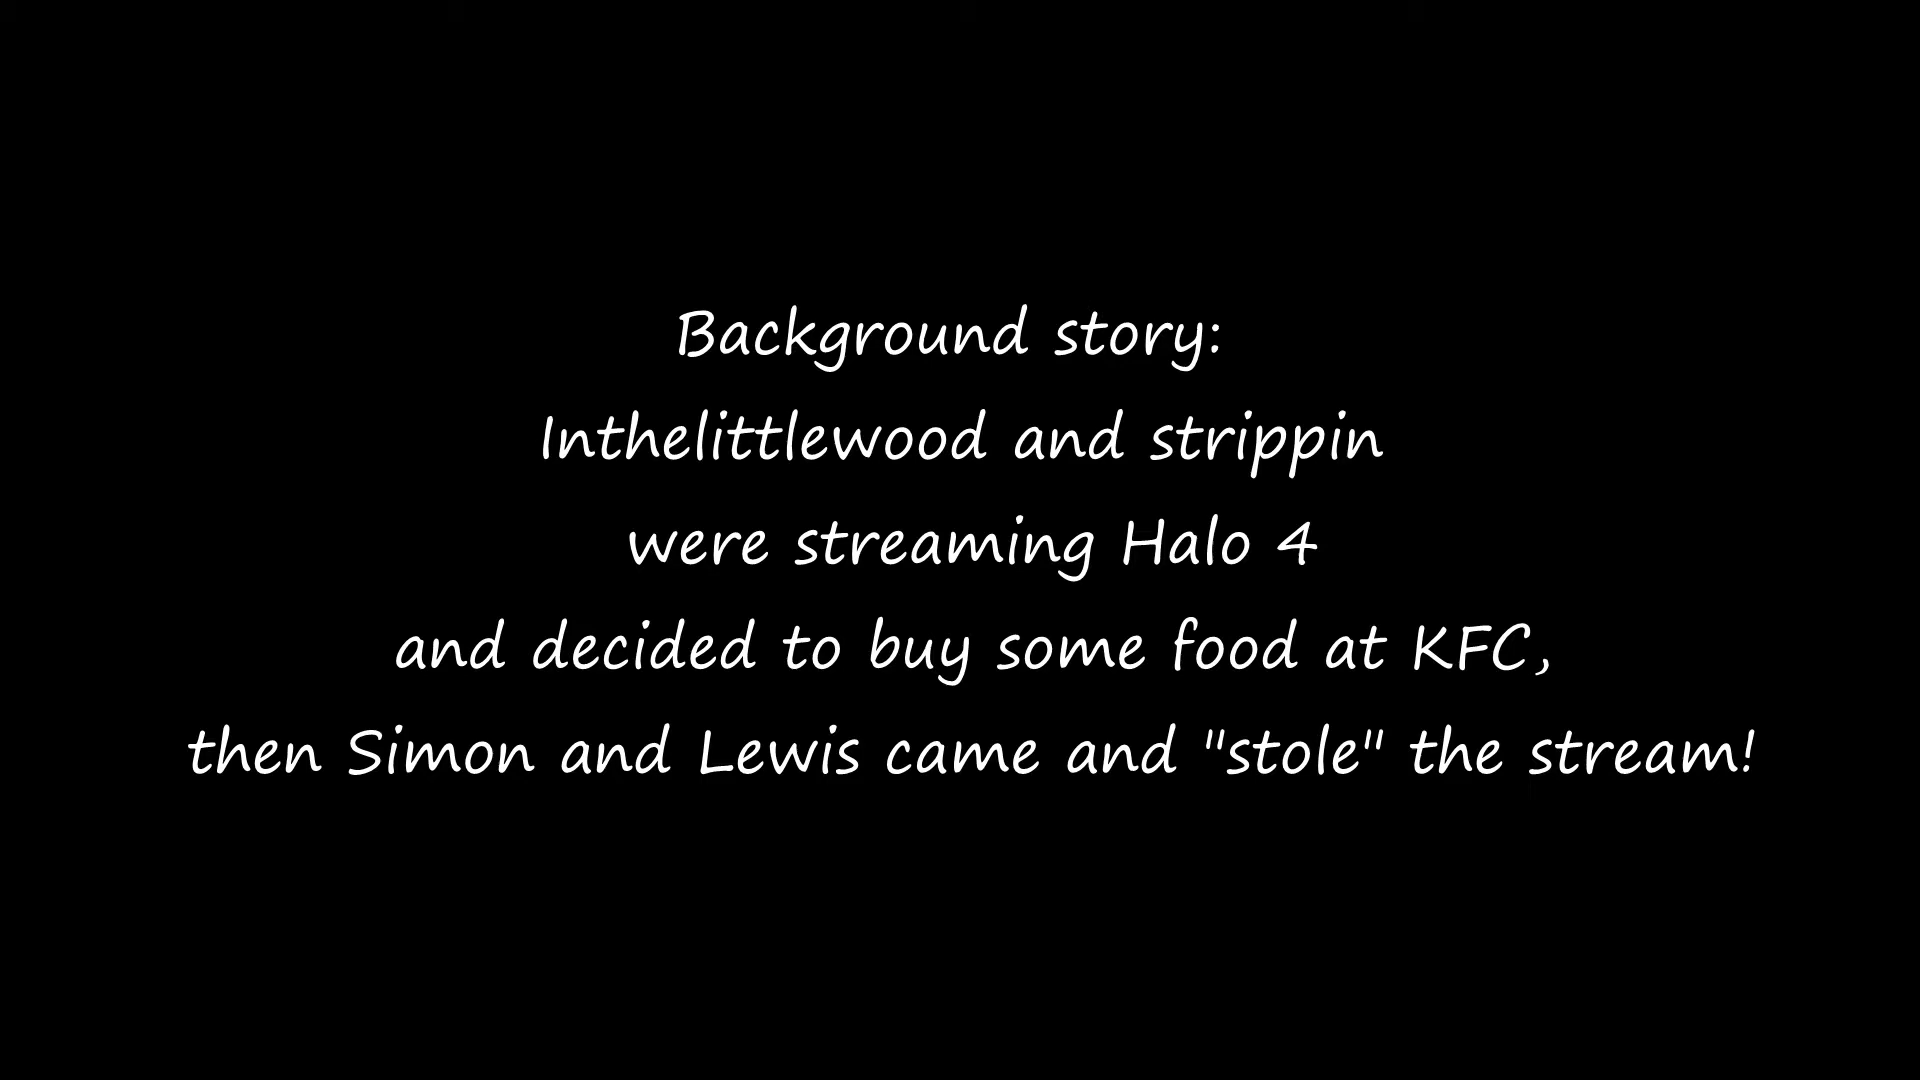 Background story:
Inthelittlewood and strippin
were streaming Halo 4
and decided to buy some food at KFC,
then Simon and Lewis came and "stole" the stream!